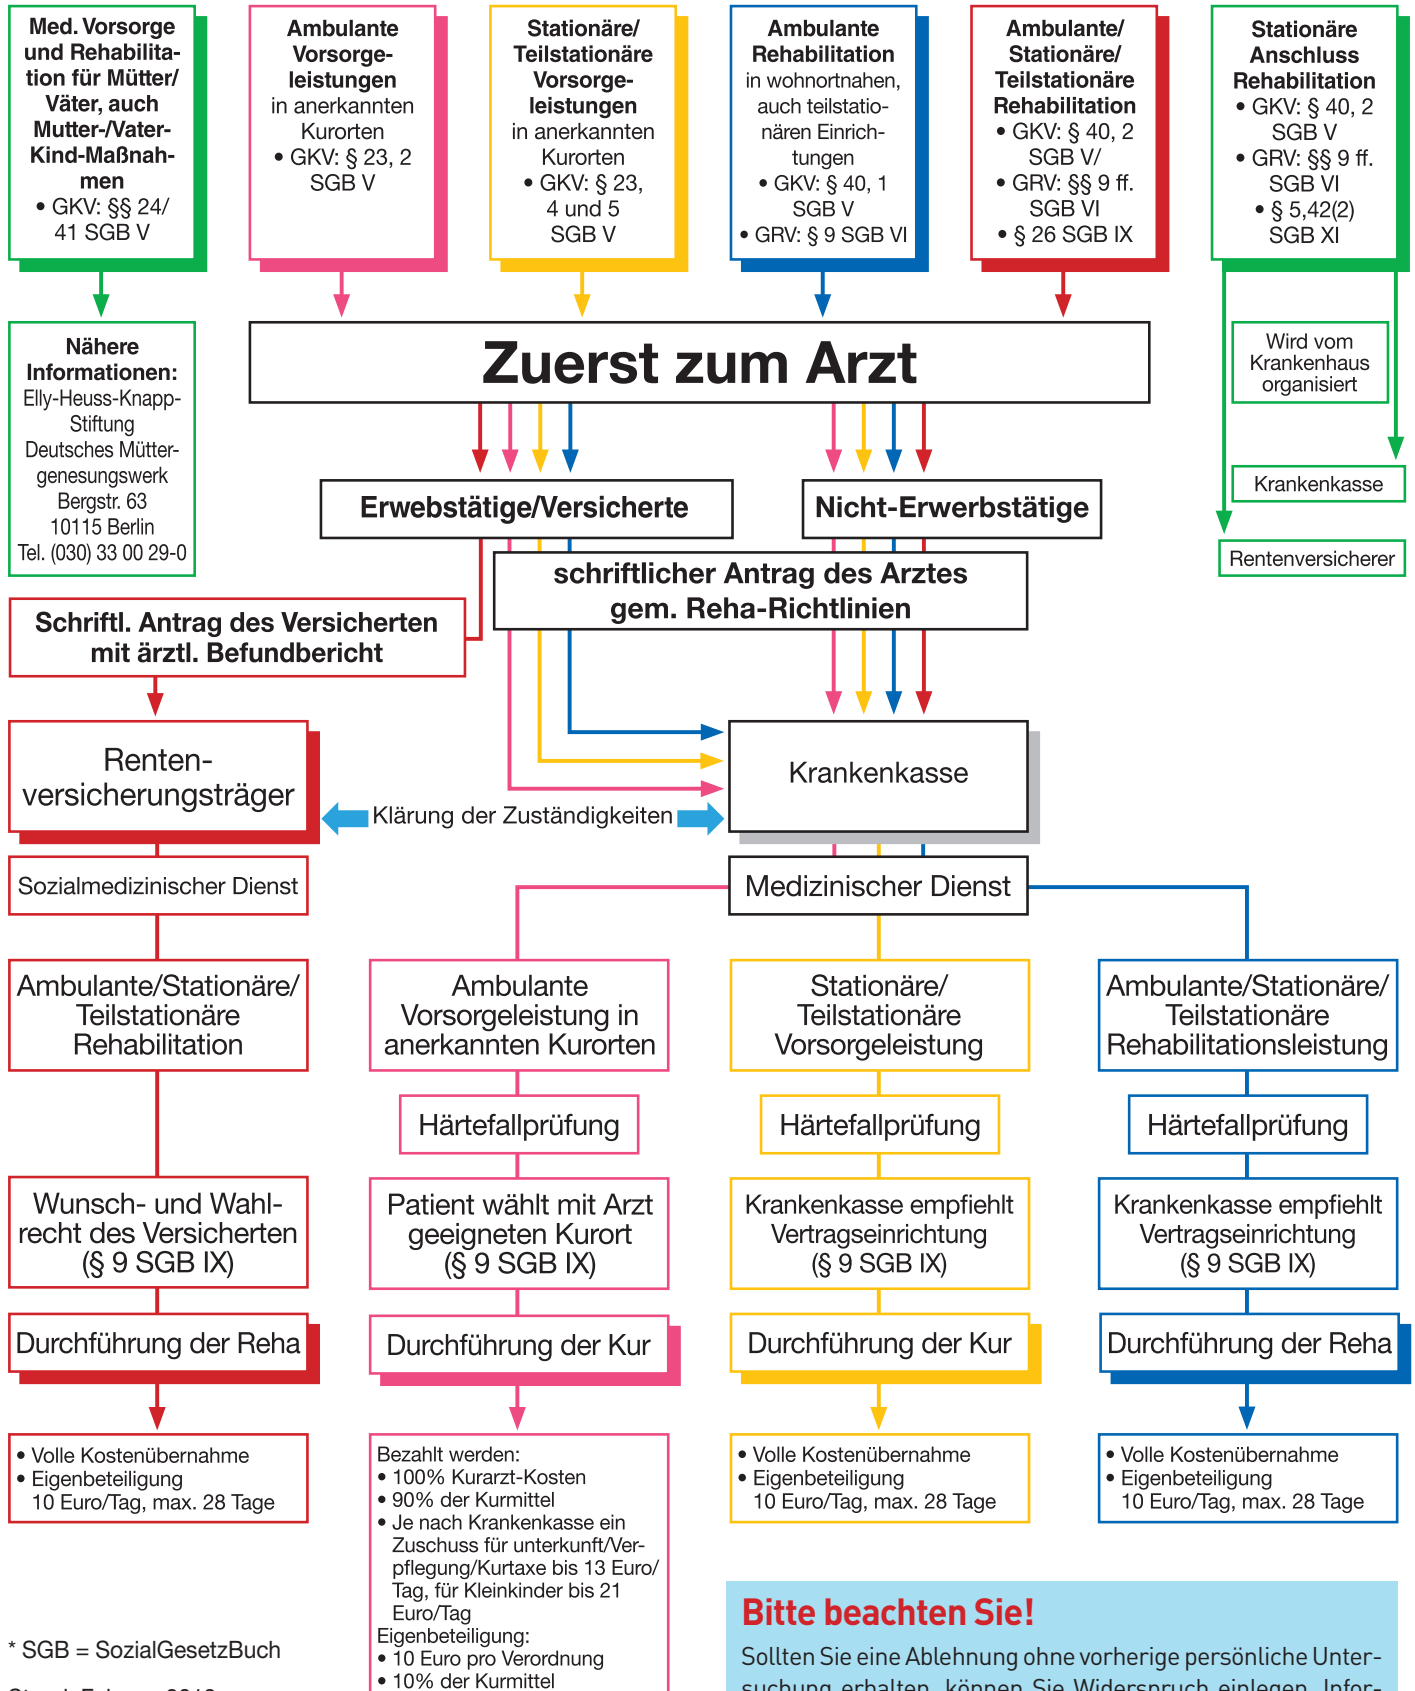 Med. Vorsorge
und Rehabilita-
tion für Mütter/
Väter, auch
Mutter-/Vater-
Kind-Maßnah-
men
• GKV: §§ 24/
41 SGB V
Ambulante
Vorsorge-
leistungen
in anerkannten
Kurorten
• GKV: § 23, 2
SGB V
Stationäre/
Teilstationäre
Vorsorge-
leistungen
in anerkannten
Kurorten
• GKV: § 23,
4 und 5
SGB V
Ambulante
Rehabilitation
in wohnortnahen,
auch teilstatio-
nären Einrich-
tungen
• GKV: § 40, 1
SGB V
• GRV: § 9 SGB VI
Ambulante/
Stationäre/
Teilstationäre
Rehabilitation
• GKV: § 40, 2
SGB V/
• GRV: §§ 9 ff.
SGB VI
• § 26 SGB IX
Stationäre
Anschluss
Rehabilitation
• GKV: § 40, 2
SGB V
• GRV: §§ 9 ff.
SGB VI
• § 5,42(2)
SGB XI
Nähere
Informationen:
Elly-Heuss-Knapp-
Stiftung
Deutsches Mütter-
genesungswerk
Bergstr. 63
10115 Berlin
Tel. (030) 33 00 29-0
Zuerst zum Arzt
Wird vom
Krankenhaus
organisiert
Krankenkasse
Rentenversicherer
Erwebstätige/Versicherte
Nicht-Erwerbstätige
schriftlicher Antrag des Arztes
gem. Reha-Richtlinien
Schriftl. Antrag des Versicherten
mit ärztl. Befundbericht
Renten-
versicherungsträger
Klärung der Zuständigkeiten
Krankenkasse
Sozialmedizinischer Dienst
Medizinischer Dienst
Ambulante/Stationäre/
Teilstationäre
Rehabilitation
Ambulante
Vorsorgeleistung in
anerkannten Kurorten
Stationäre/
Teilstationäre
Vorsorgeleistung
Ambulante/Stationäre/
Teilstationäre
Rehabilitationsleistung
Härtefallprüfung
Härtefallprüfung
Härtefallprüfung
Wunsch- und Wahl-
recht des Versicherten
(§ 9 SGB IX)
Patient wählt mit Arzt
geeigneten Kurort
(§ 9 SGB IX)
Krankenkasse empfiehlt
Vertragseinrichtung
(§ 9 SGB IX)
Krankenkasse empfiehlt
Vertragseinrichtung
(§ 9 SGB IX)
Durchführung der Reha
Durchführung der Kur
Durchführung der Kur
Durchführung der Reha
• Volle Kostenübernahme
• Eigenbeteiligung
10 Euro/Tag, max. 28 Tage
Bezahlt werden:
• 100% Kurarzt-Kosten
• 90% der Kurmittel
• Je nach Krankenkasse ein
Zuschuss für unterkunft/Ver-
pflegung/Kurtaxe bis 13 Euro/
Tag, für Kleinkinder bis 21
Euro/Tag
Eigenbeteiligung:
• 10 Euro pro Verordnung
• 10% der Kurmittel
• Volle Kostenübernahme
• Eigenbeteiligung
10 Euro/Tag, max. 28 Tage
• Volle Kostenübernahme
• Eigenbeteiligung
10 Euro/Tag, max. 28 Tage
* SGB = SozialGesetzBuch
Bitte beachten Sie!
Sollten Sie eine Ablehnung ohne vorherige persönliche Unter-
suchung erhalten, können Sie Widerspruch einlegen. Infor-